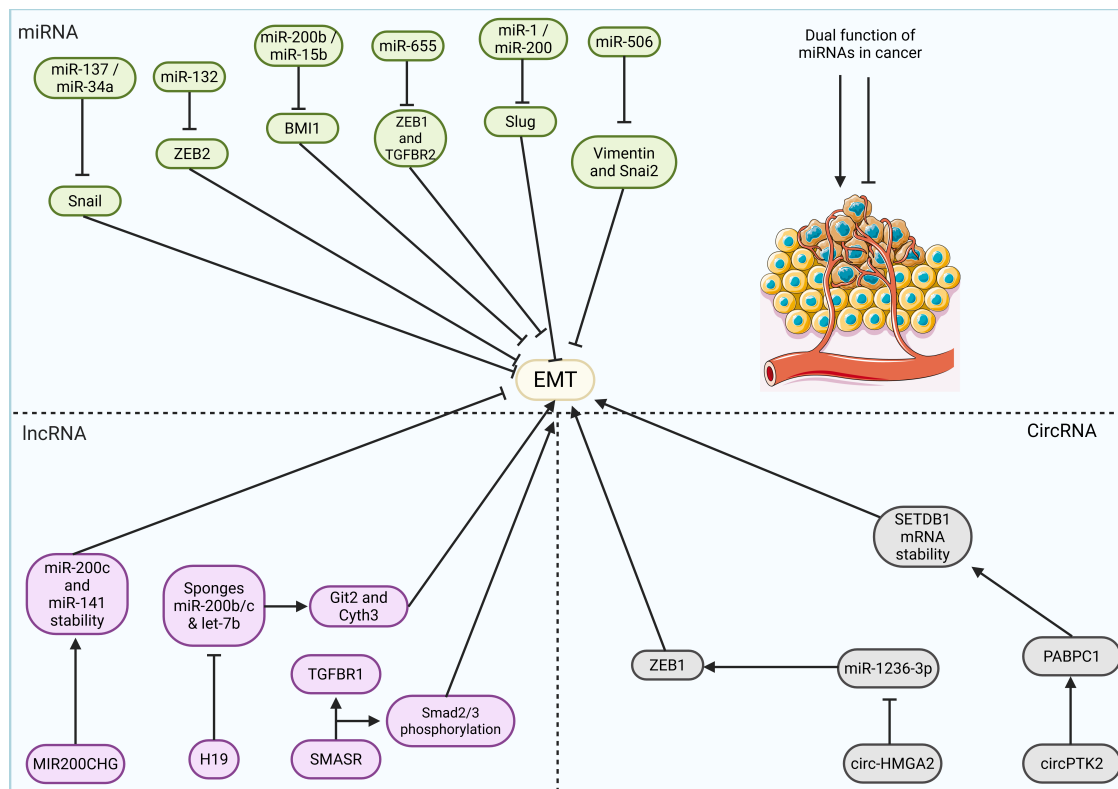 miRNA
miR-137 /
miR-34a
Snail
miR-132
ZEB2
miR-200b /
miR-15b
BMI1
miR-655
ZEB1
and
TGFBR2
miR-1 /
miR-200
Slug
miR-506
Vimentin
and Snai2
Dual function of
miRNAs in cancer
EMT
lncRNA
miR-200c
and
miR-141
stability
MIR200CHG
Sponges
miR-200b/c
& let-7b
H19
Git2 and
Cyth3
TGFBR1
SMASR
Smad2/3
phosphorylation
CircRNA
SETDB1
mRNA
stability
ZEB1
miR-1236-3p
PABPC1
circ-HMGA2
circPTK2